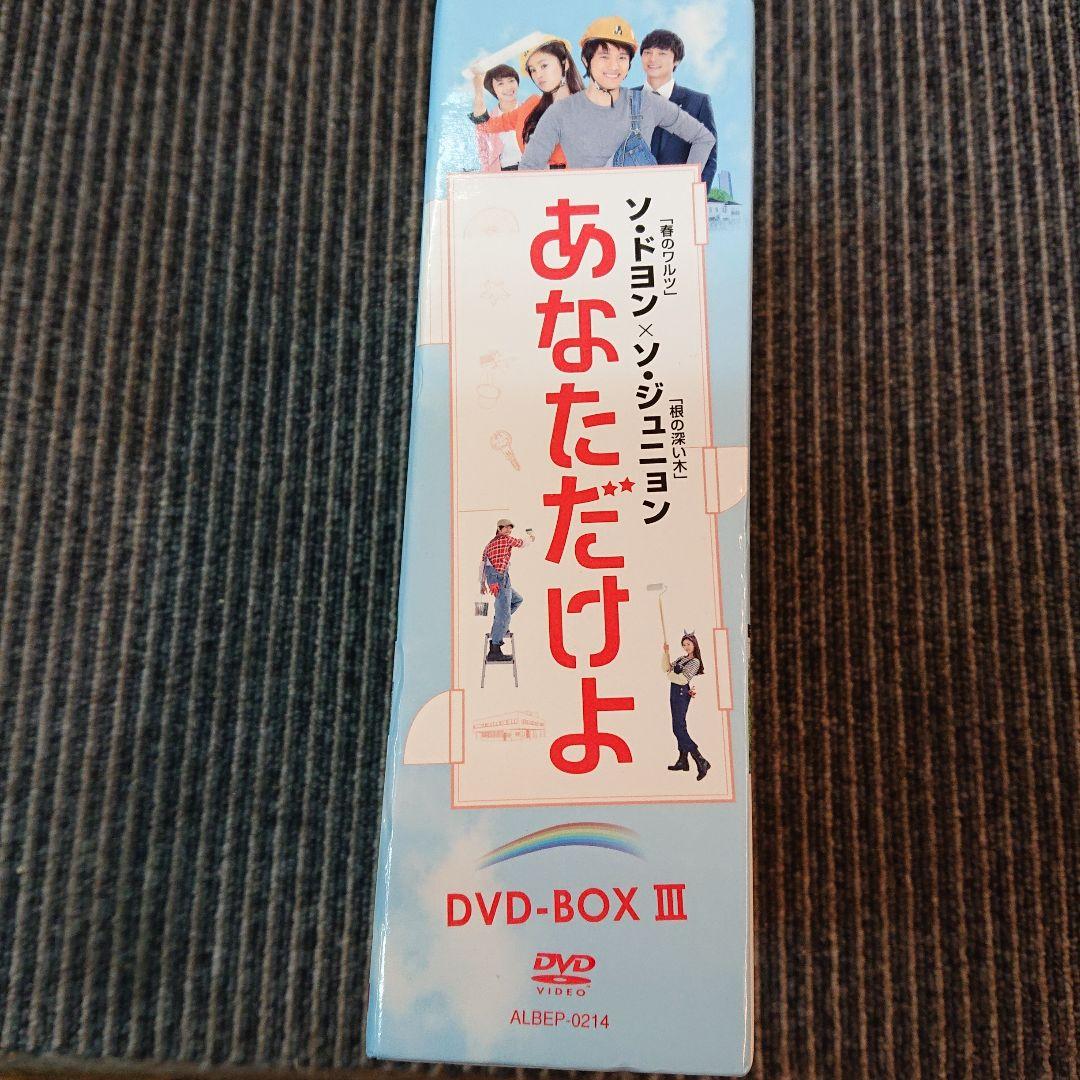 「春のワルツ」
「根の深い木」
ソ・ドヨン×ソ・ジュニョン
あなただけよ
DVD-BOX Ⅲ
DVD
VIDEO™
ALBEP-0214